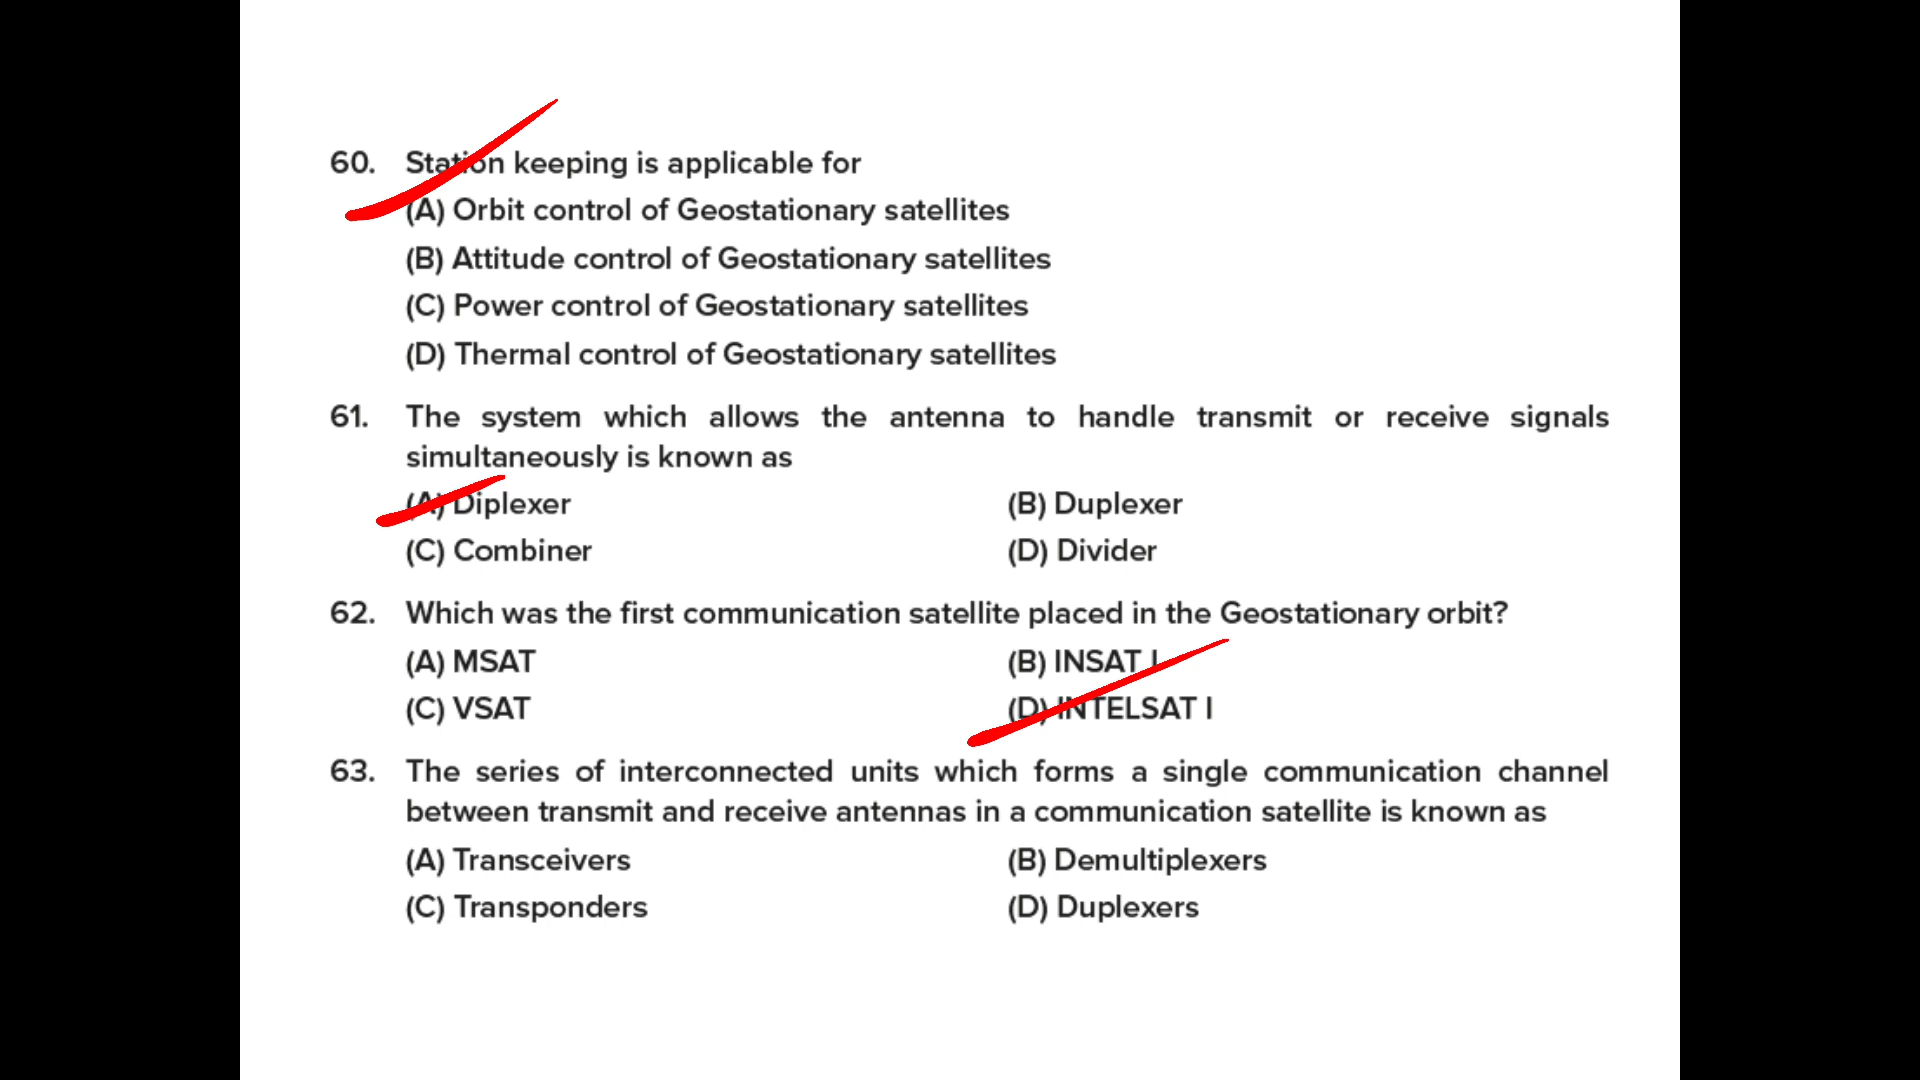 60. Station keeping is applicable for
(A) Orbit control of Geostationary satellites
(B) Attitude control of Geostationary satellites
(C) Power control of Geostationary satellites
(D) Thermal control of Geostationary satellites
61. The system which allows the antenna to handle transmit or receive signals
simultaneously is known as
(A) Diplexer (B) Duplexer
(C) Combiner (D) Divider
62. Which was the first communication satellite placed in the Geostationary orbit?
(A) MSAT (B) INSAT I
(C) VSAT (D) INTELSAT I
63. The series of interconnected units which forms a single communication channel
between transmit and receive antennas in a communication satellite is known as
(A) Transceivers (B) Demultiplexers
(C) Transponders (D) Duplexers